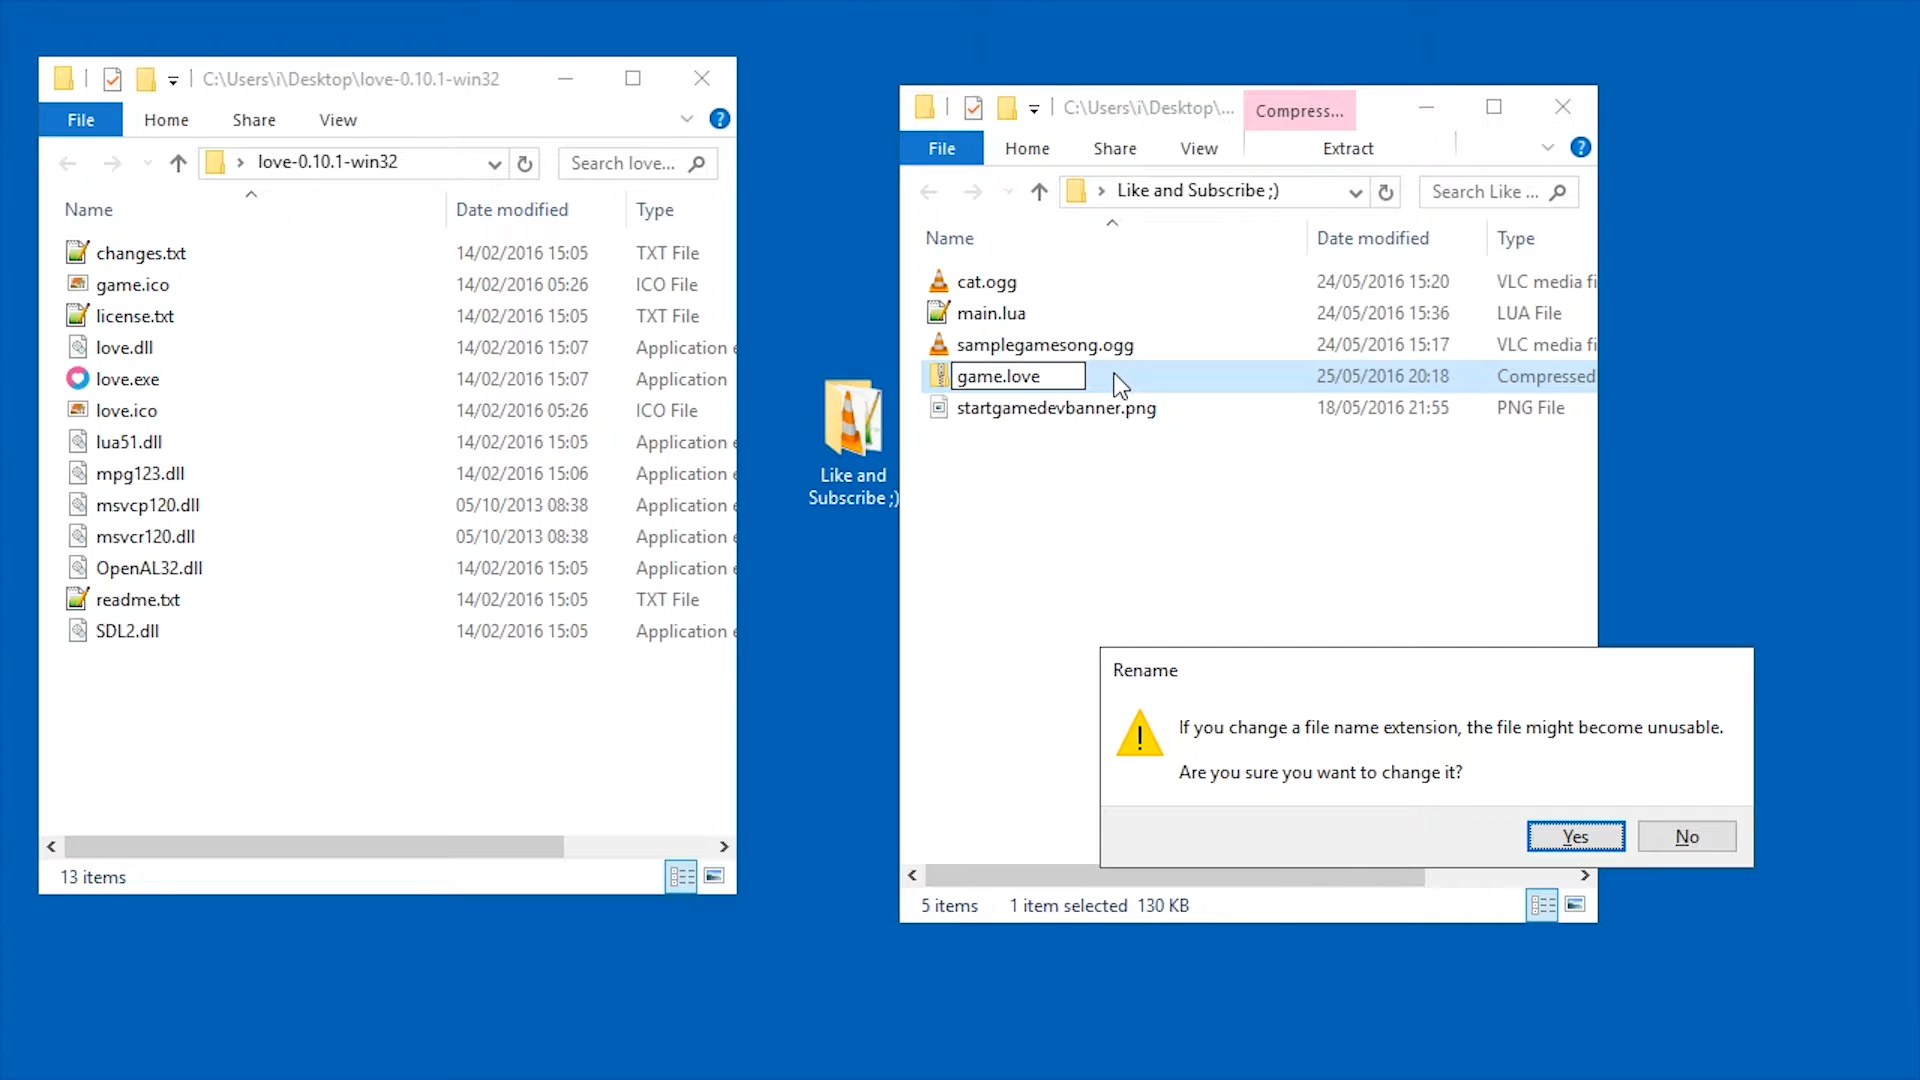 C:\Users\i\Desktop\love-0.10.1-win32
File Home Share View
love-0.10.1-win32
Search love...
Name Date modified Type
changes.txt 14/02/2016 15:05 TXT File
game.ico 14/02/2016 05:26 ICO File
license.txt 14/02/2016 15:05 TXT File
love.dll 14/02/2016 15:07 Application e
love.exe 14/02/2016 15:07 Application
love.ico 14/02/2016 05:26 ICO File
lua51.dll 14/02/2016 15:05 Application e
mpg123.dll 14/02/2016 15:06 Application e
msvcp120.dll 05/10/2013 08:38 Application e
msvcr120.dll 05/10/2013 08:38 Application e
OpenAL32.dll 14/02/2016 15:05 Application e
readme.txt 14/02/2016 15:05 TXT File
SDL2.dll 14/02/2016 15:05 Application e
13 items
Like and
Subscribe ;)
C:\Users\i\Desktop\... Compress...
File Home Share View Extract
Like and Subscribe ;)
Search Like ...
Name Date modified Type
cat.ogg 24/05/2016 15:20 VLC media fi
main.lua 24/05/2016 15:36 LUA File
samplegamesong.ogg 24/05/2016 15:17 VLC media fi
game.love 25/05/2016 20:18 Compressed
startgamedevbanner.png 18/05/2016 21:55 PNG File
Rename
If you change a file name extension, the file might become unusable.
Are you sure you want to change it?
Yes No
5 items 1 item selected 130 KB